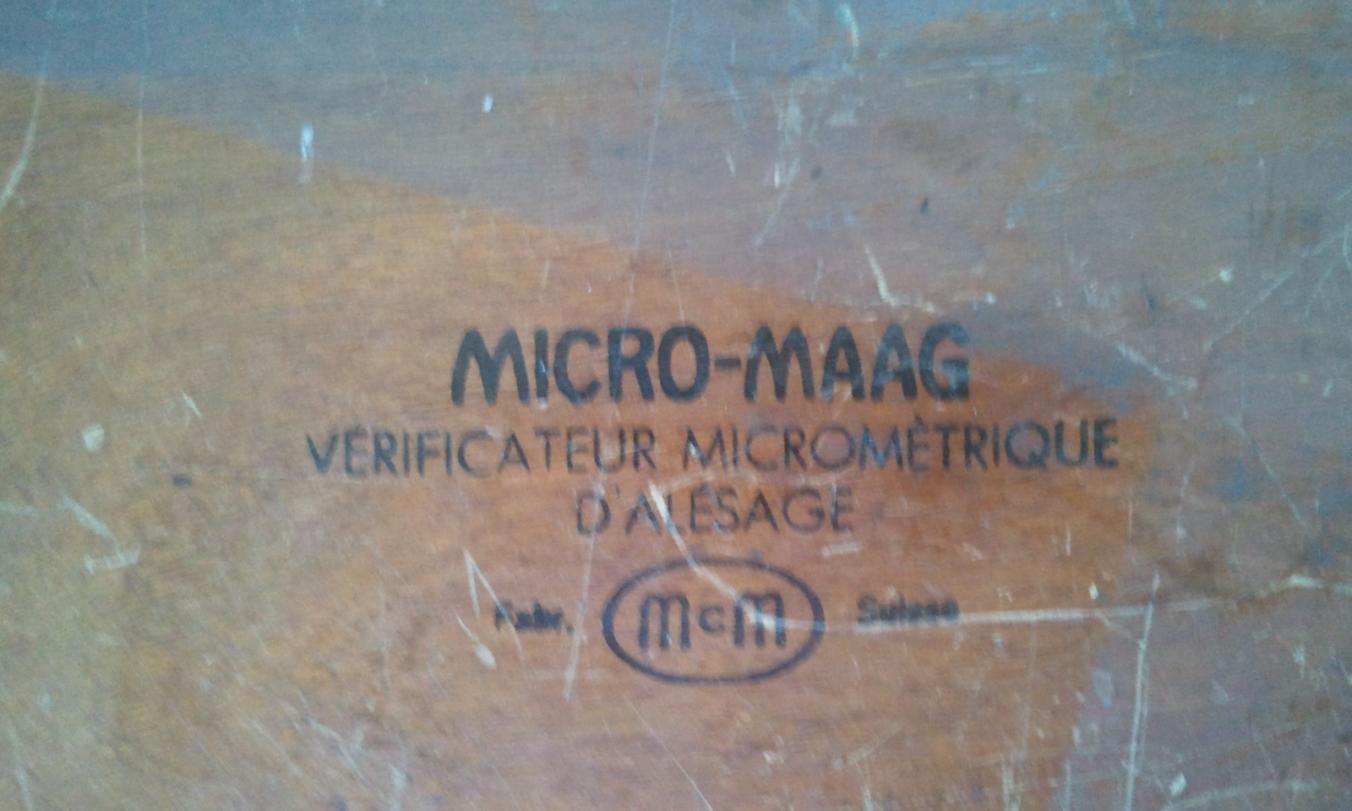 MICRO-MAAG
VÉRIFICATEUR MICROMÈTRIQUE
D'ALÉSAGE
Fabr. McM Suisse